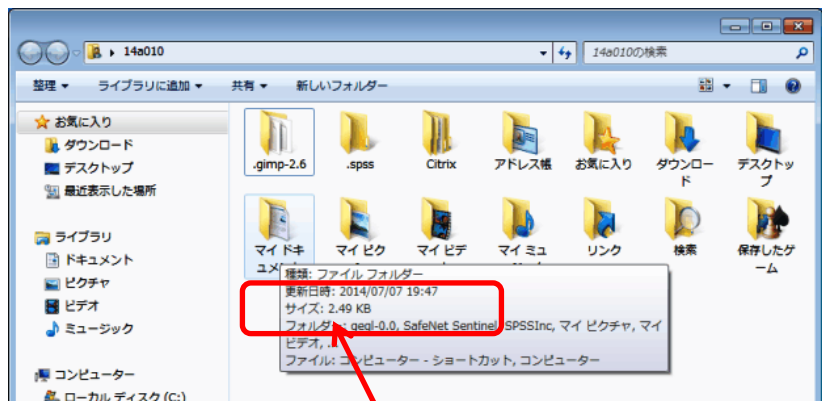 14a010
14a010の検索
整理
ライブラリに追加
共有
新しいフォルダー
お気に入り
ダウンロード
デスクトップ
最近表示した場所
ライブラリ
ドキュメント
ピクチャ
ビデオ
ミュージック
コンピューター
ローカル ディスク (C:)
.gimp-2.6
.spss
Citrix
アドレス帳
お気に入り
ダウンロー
ド
デスクトッ
プ
マイ ドキ
ュメ
マイ ピク
マイ ビデ
マイ ミュ
リンク
検索
保存したゲ
ーム
種類: ファイル フォルダー
更新日時: 2014/07/07 19:47
サイズ: 2.49 KB
フォルダー: gegl-0.0, SafeNet Sentinel, SPSSInc, マイ ピクチャ, マイ
ビデオ, ...
ファイル: コンピューター - ショートカット, コンピューター